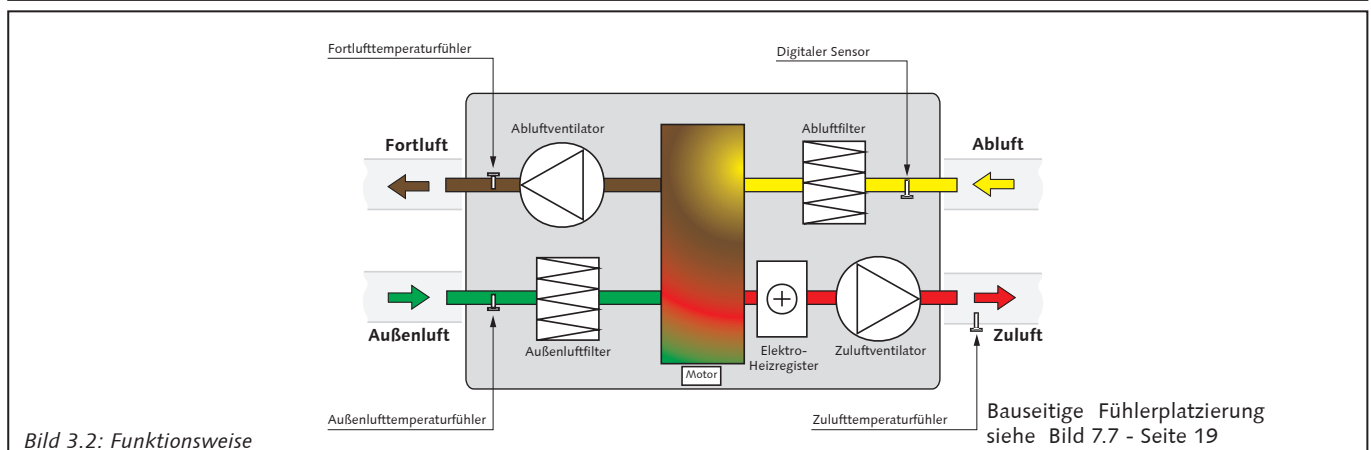 Fortlufttemperaturfühler
Digitaler Sensor
Abluftventilator
Abluftfilter
Fortluft
Abluft
Außenluft
Außenluftfilter
Elektro-
Heizregister
Zuluftventilator
Zuluft
Motor
Außenlufttemperaturfühler
Zulufttemperaturfühler
Bauseitige Fühlerplatzierung
siehe Bild 7.7 - Seite 19
Bild 3.2: Funktionsweise